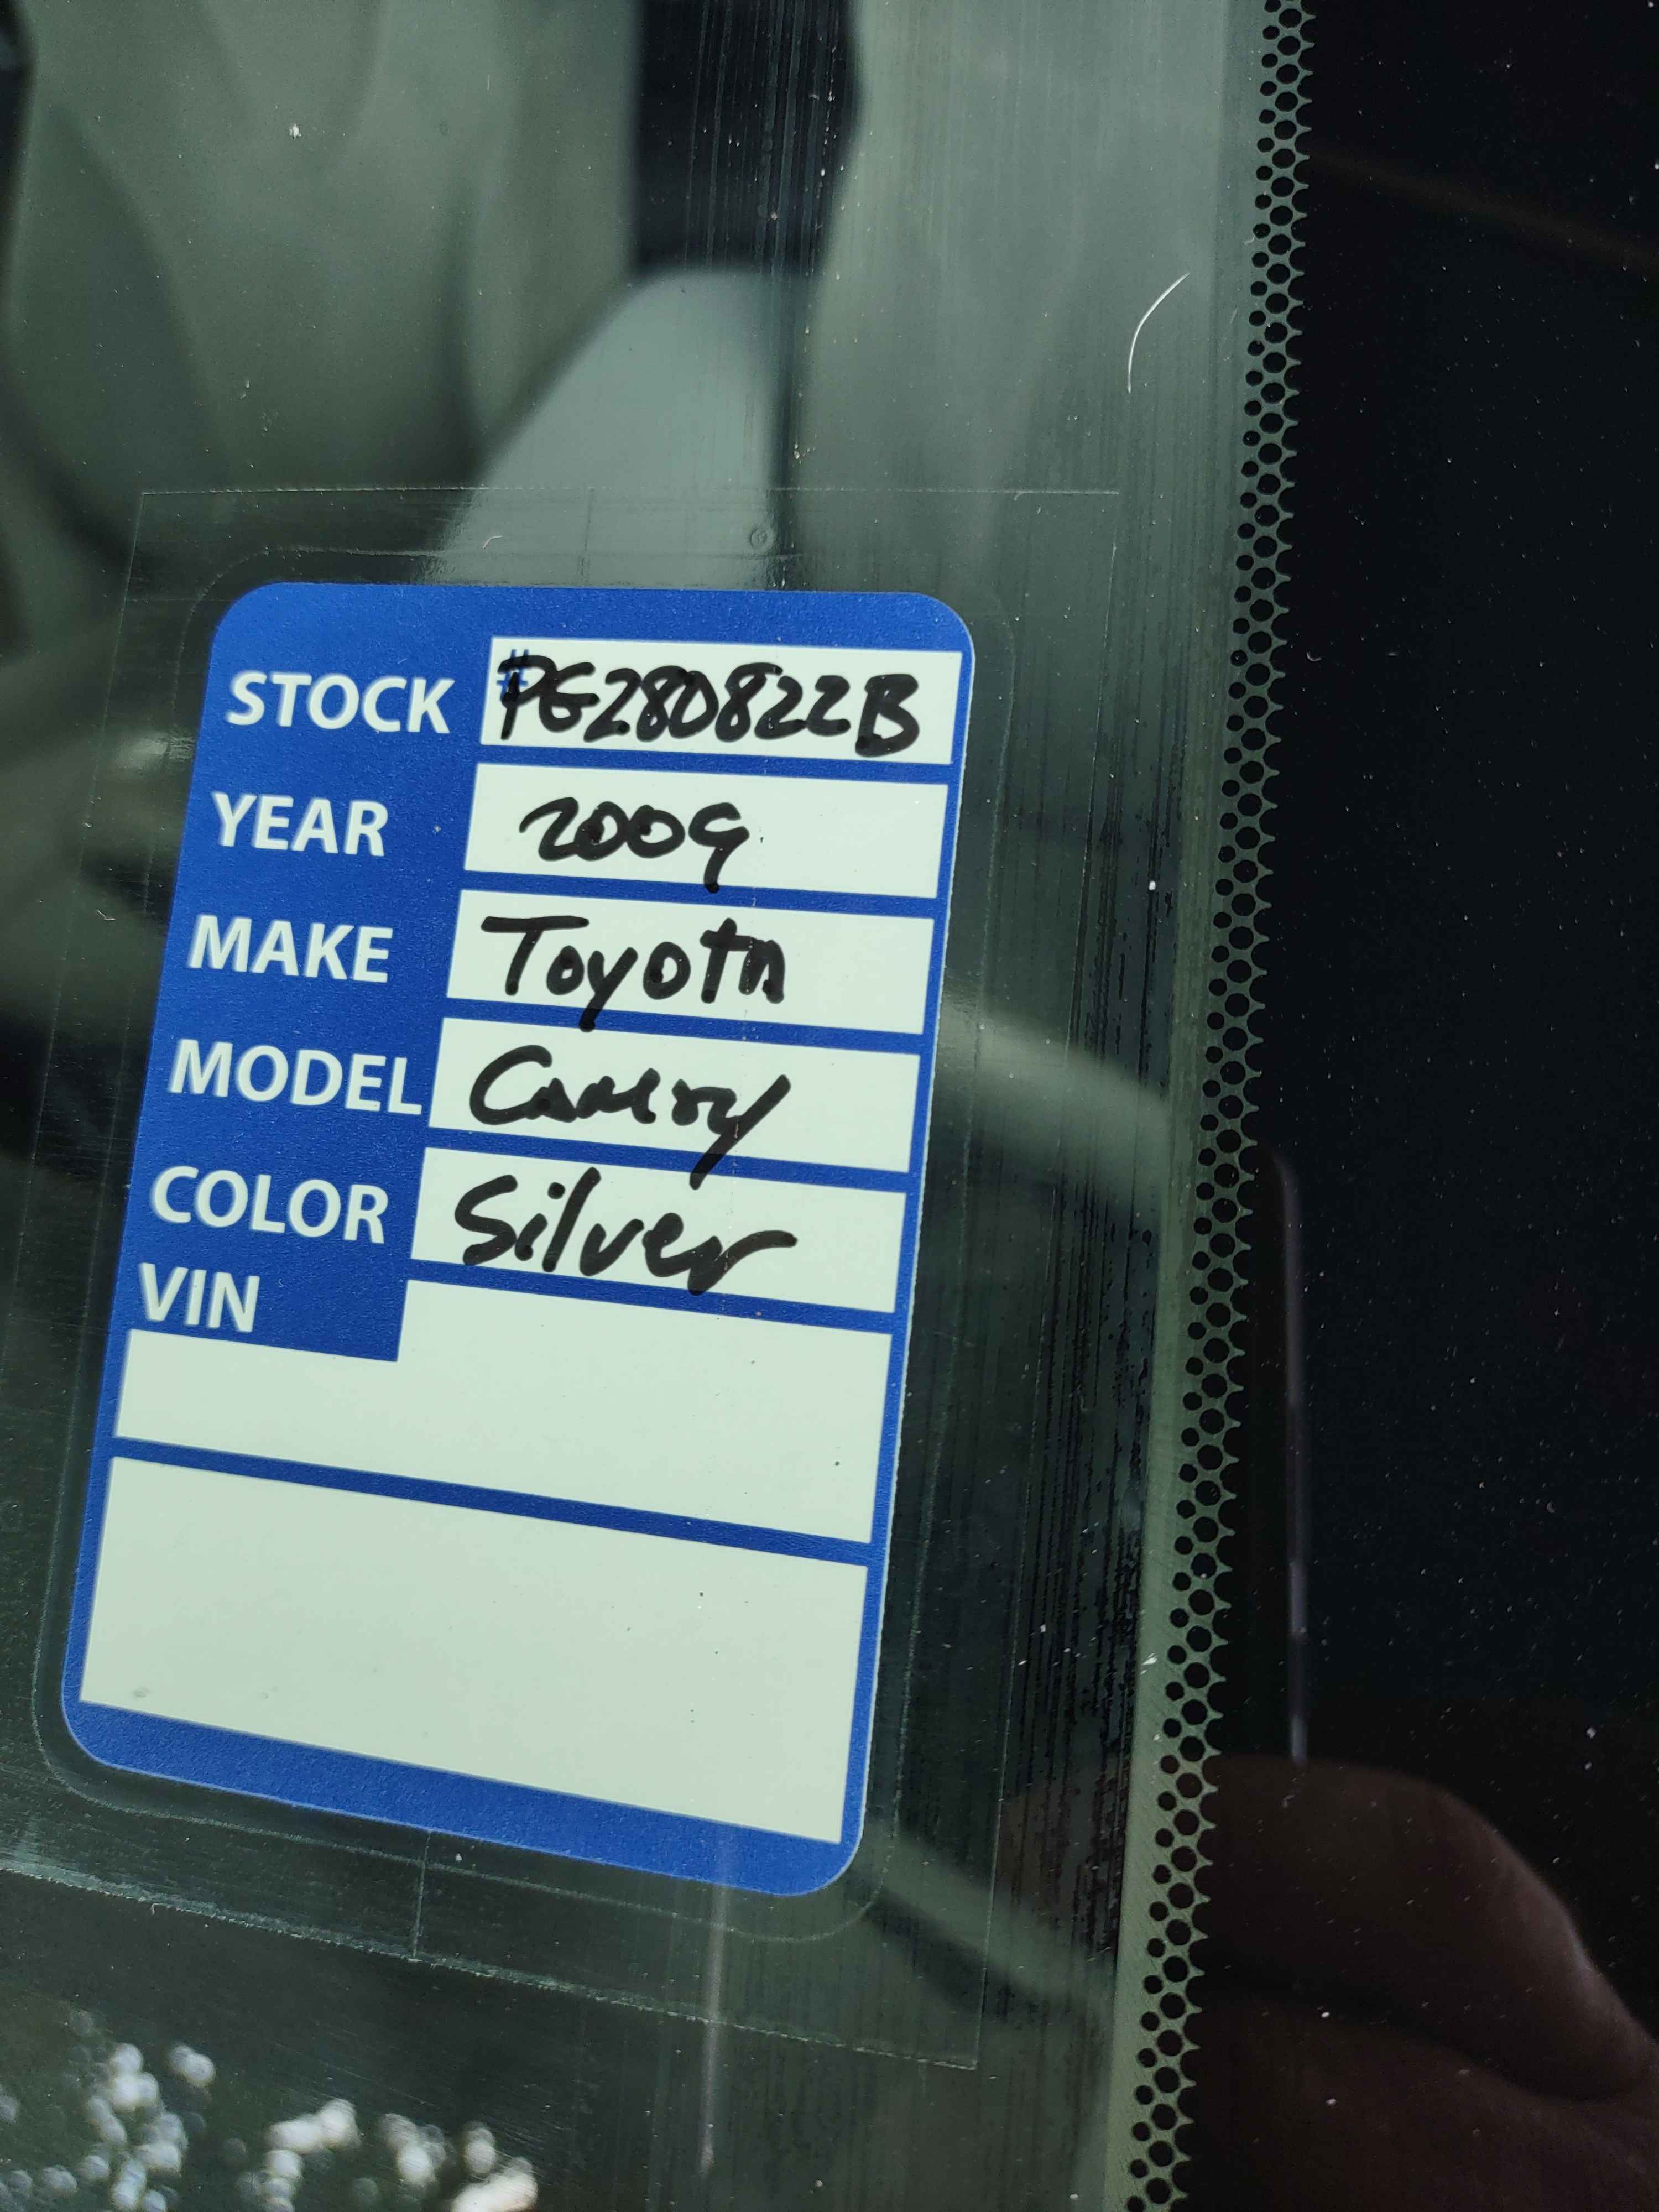 STOCK #PG280822B
YEAR 2009
MAKE Toyota
MODEL Camry
COLOR Silver
VIN